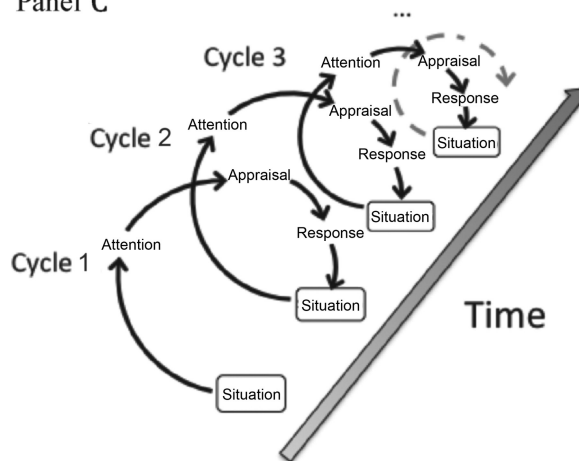 Panel C
...
Cycle 3
Attention
Appraisal
Response
Situation
Cycle 2
Attention
Appraisal
Response
Situation
Cycle 1
Attention
Appraisal
Response
Situation
Situation
Time